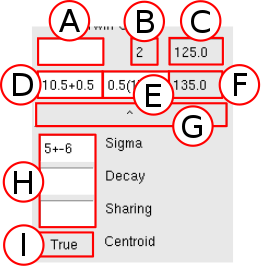 A B C
2 125.0
D 10.5+0.5 0.5(1 E 135.0 F
^ G
H 5+-6 Sigma
Decay
Sharing
I True Centroid